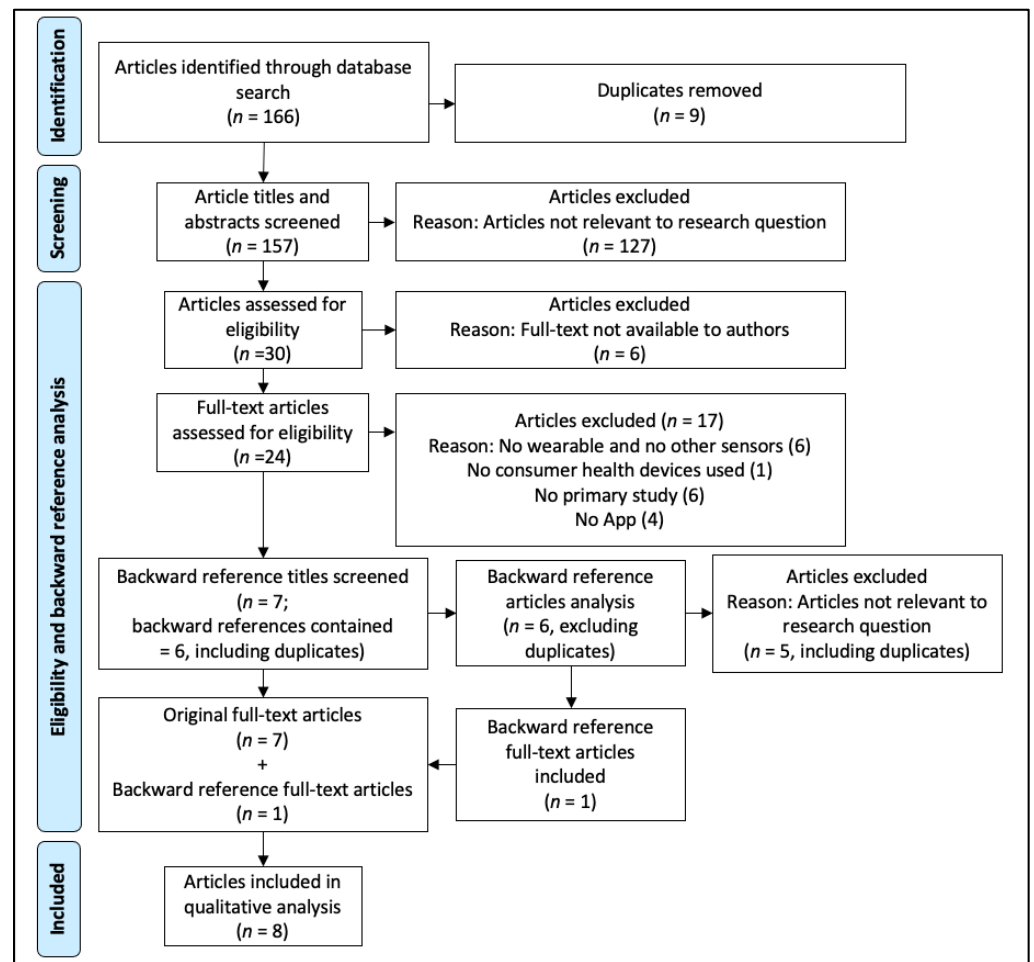 Identification
Articles identified through database
search
(n = 166)
Duplicates removed
(n = 9)
Screening
Article titles and
abstracts screened
(n = 157)
Articles excluded
Reason: Articles not relevant to research question
(n = 127)
Eligibility and backward reference analysis
Articles assessed for
eligibility
(n =30)
Articles excluded
Reason: Full-text not available to authors
(n = 6)
Full-text articles
assessed for eligibility
(n =24)
Articles excluded (n = 17)
Reason: No wearable and no other sensors (6)
No consumer health devices used (1)
No primary study (6)
No App (4)
Backward reference titles screened
(n = 7;
backward references contained
= 6, including duplicates)
Backward reference
articles analysis
(n = 6, excluding
duplicates)
Articles excluded
Reason: Articles not relevant to
research question
(n = 5, including duplicates)
Original full-text articles
(n = 7)
+
Backward reference full-text articles
(n = 1)
Backward reference
full-text articles
included
(n = 1)
Included
Articles included in
qualitative analysis
(n = 8)